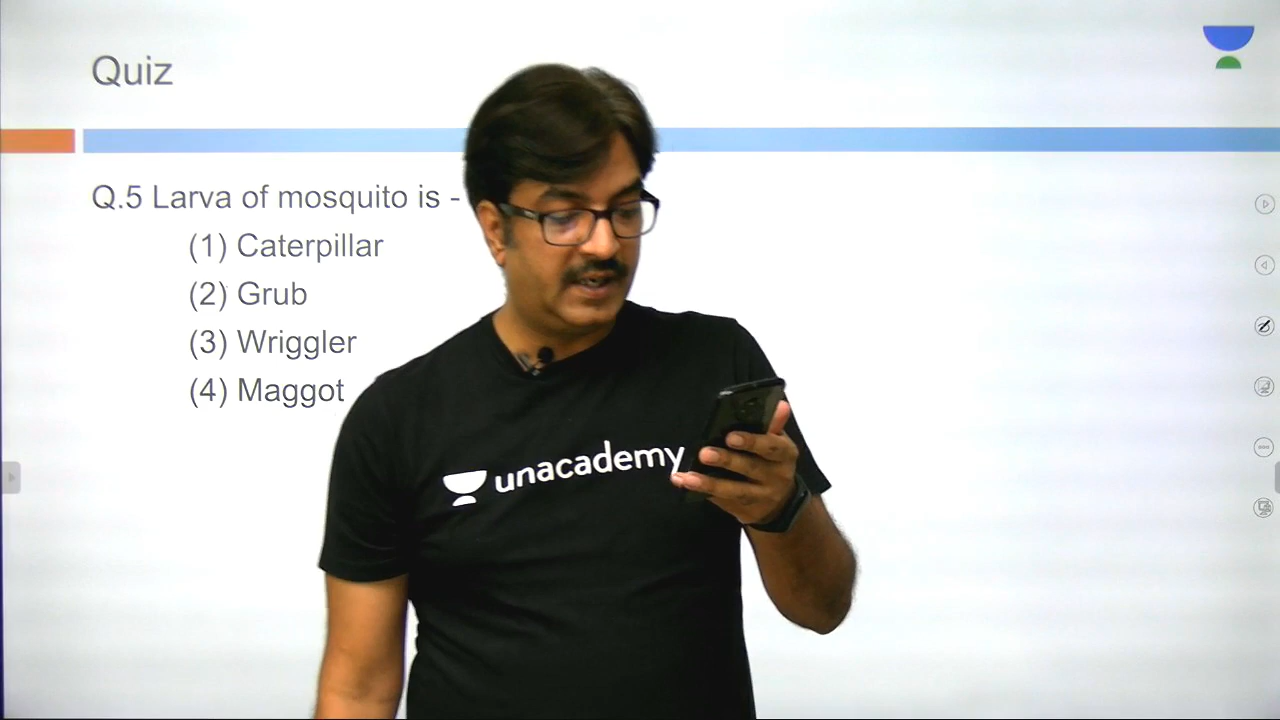 Quiz
Q.5 Larva of mosquito is -
(1) Caterpillar
(2) Grub
(3) Wriggler
(4) Maggot
unacademy